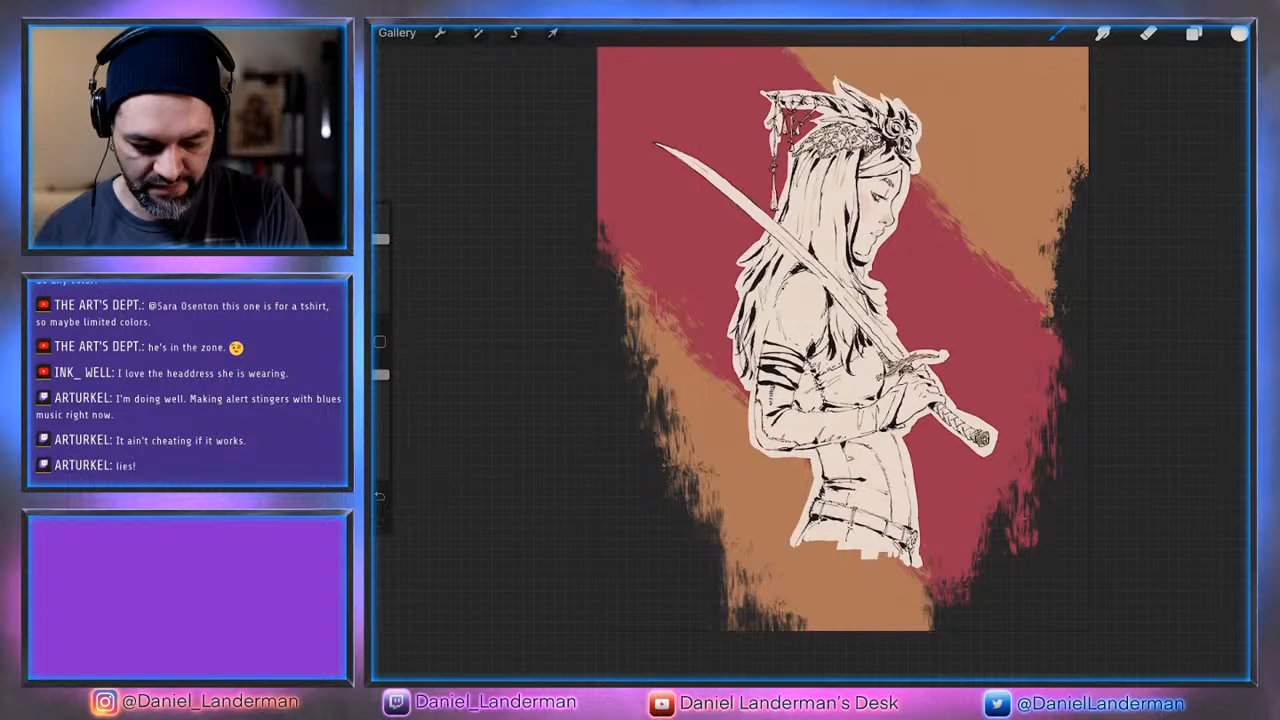 Gallery
THE ART'S DEPT.: @Sara Osenton this one is for a tshirt,
so maybe limited colors.
THE ART'S DEPT.: he's in the zone.
INK_ WELL: I love the headdress she is wearing.
ARTURKEL: I'm doing well. Making alert stingers with blues
music right now.
ARTURKEL: It ain't cheating if it works.
ARTURKEL: lies!
@Daniel_Landerman
Daniel_Landerman
Daniel Landerman's Desk
@DanielLanderman